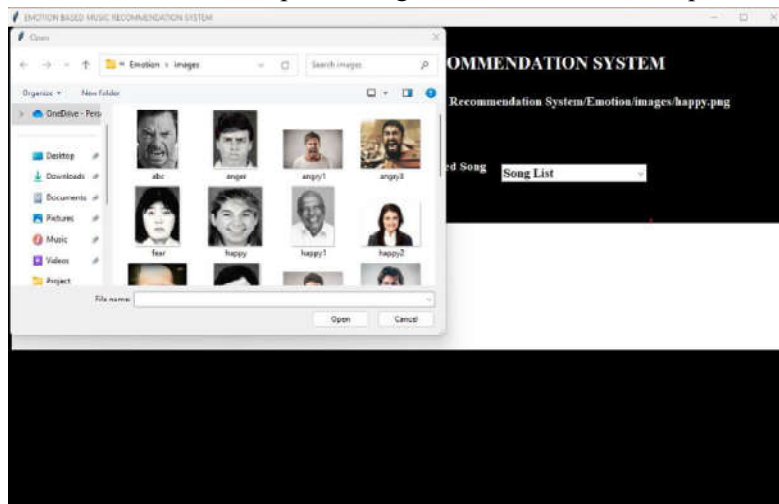 EMOTION BASED MUSIC RECOMMENDATION SYSTEM
Open
Emotion › images
Search images
Organize
New folder
OneDrive - Pers
Desktop
Downloads
Documents
Pictures
Music
Videos
Project
abc
anger
angry1
angry3
fear
happy
happy1
happy2
File name:
Open
Cancel
OMMENDATION SYSTEM
Recommendation System/Emotion/images/happy.png
ed Song
Song List